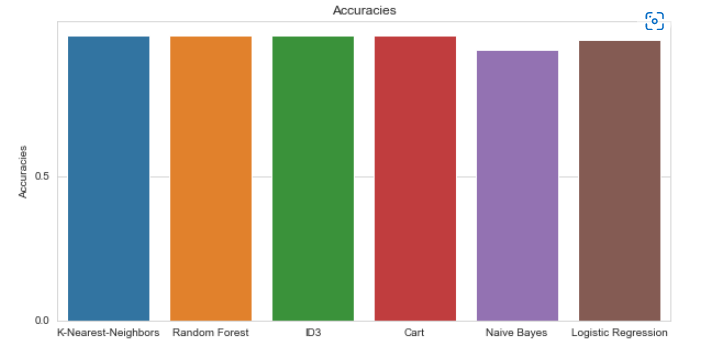 Accuracies
Accuracies
0.5
0.0
K-Nearest-Neighbors Random Forest ID3 Cart Naive Bayes Logistic Regression